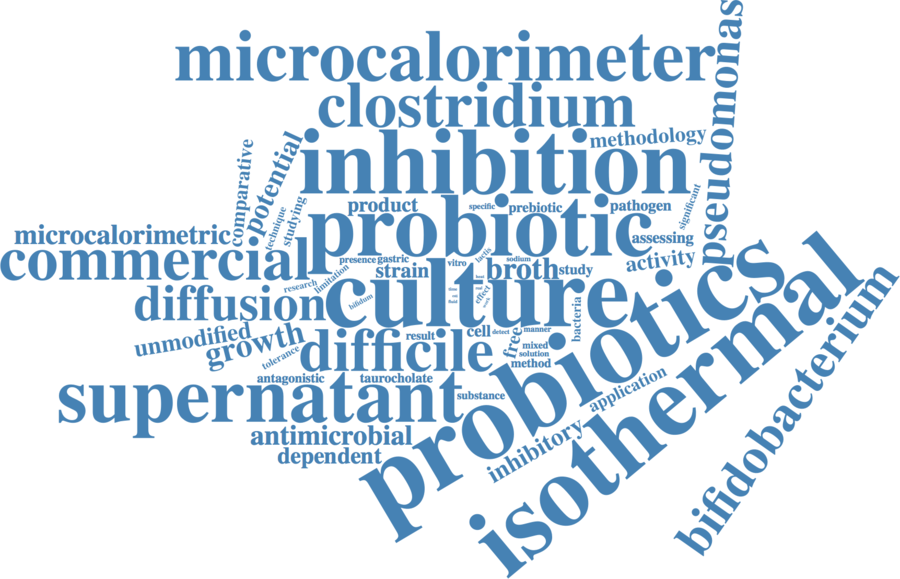 microcalorimeter
pseudomonas
clostridium
methodology
inhibition
potential
comparative
technique
studying
significant
product
specific
prebiotic
pathogen
probiotic
microcalorimetric
assessing
commercial
presence
gastric
vitro
lactis
sodium
strain
broth
study
activity
research
limitation
bifidum
culture
effect
bacteria
diffusion
unmodified
growth
tolerance
result
cell
detect
free
manner
mixed
solution
method
difficile
probiotics
isothermal
bifidobacterium
antagonistic
taurocholate
supernatant
substance
application
inhibitory
antimicrobial
dependent